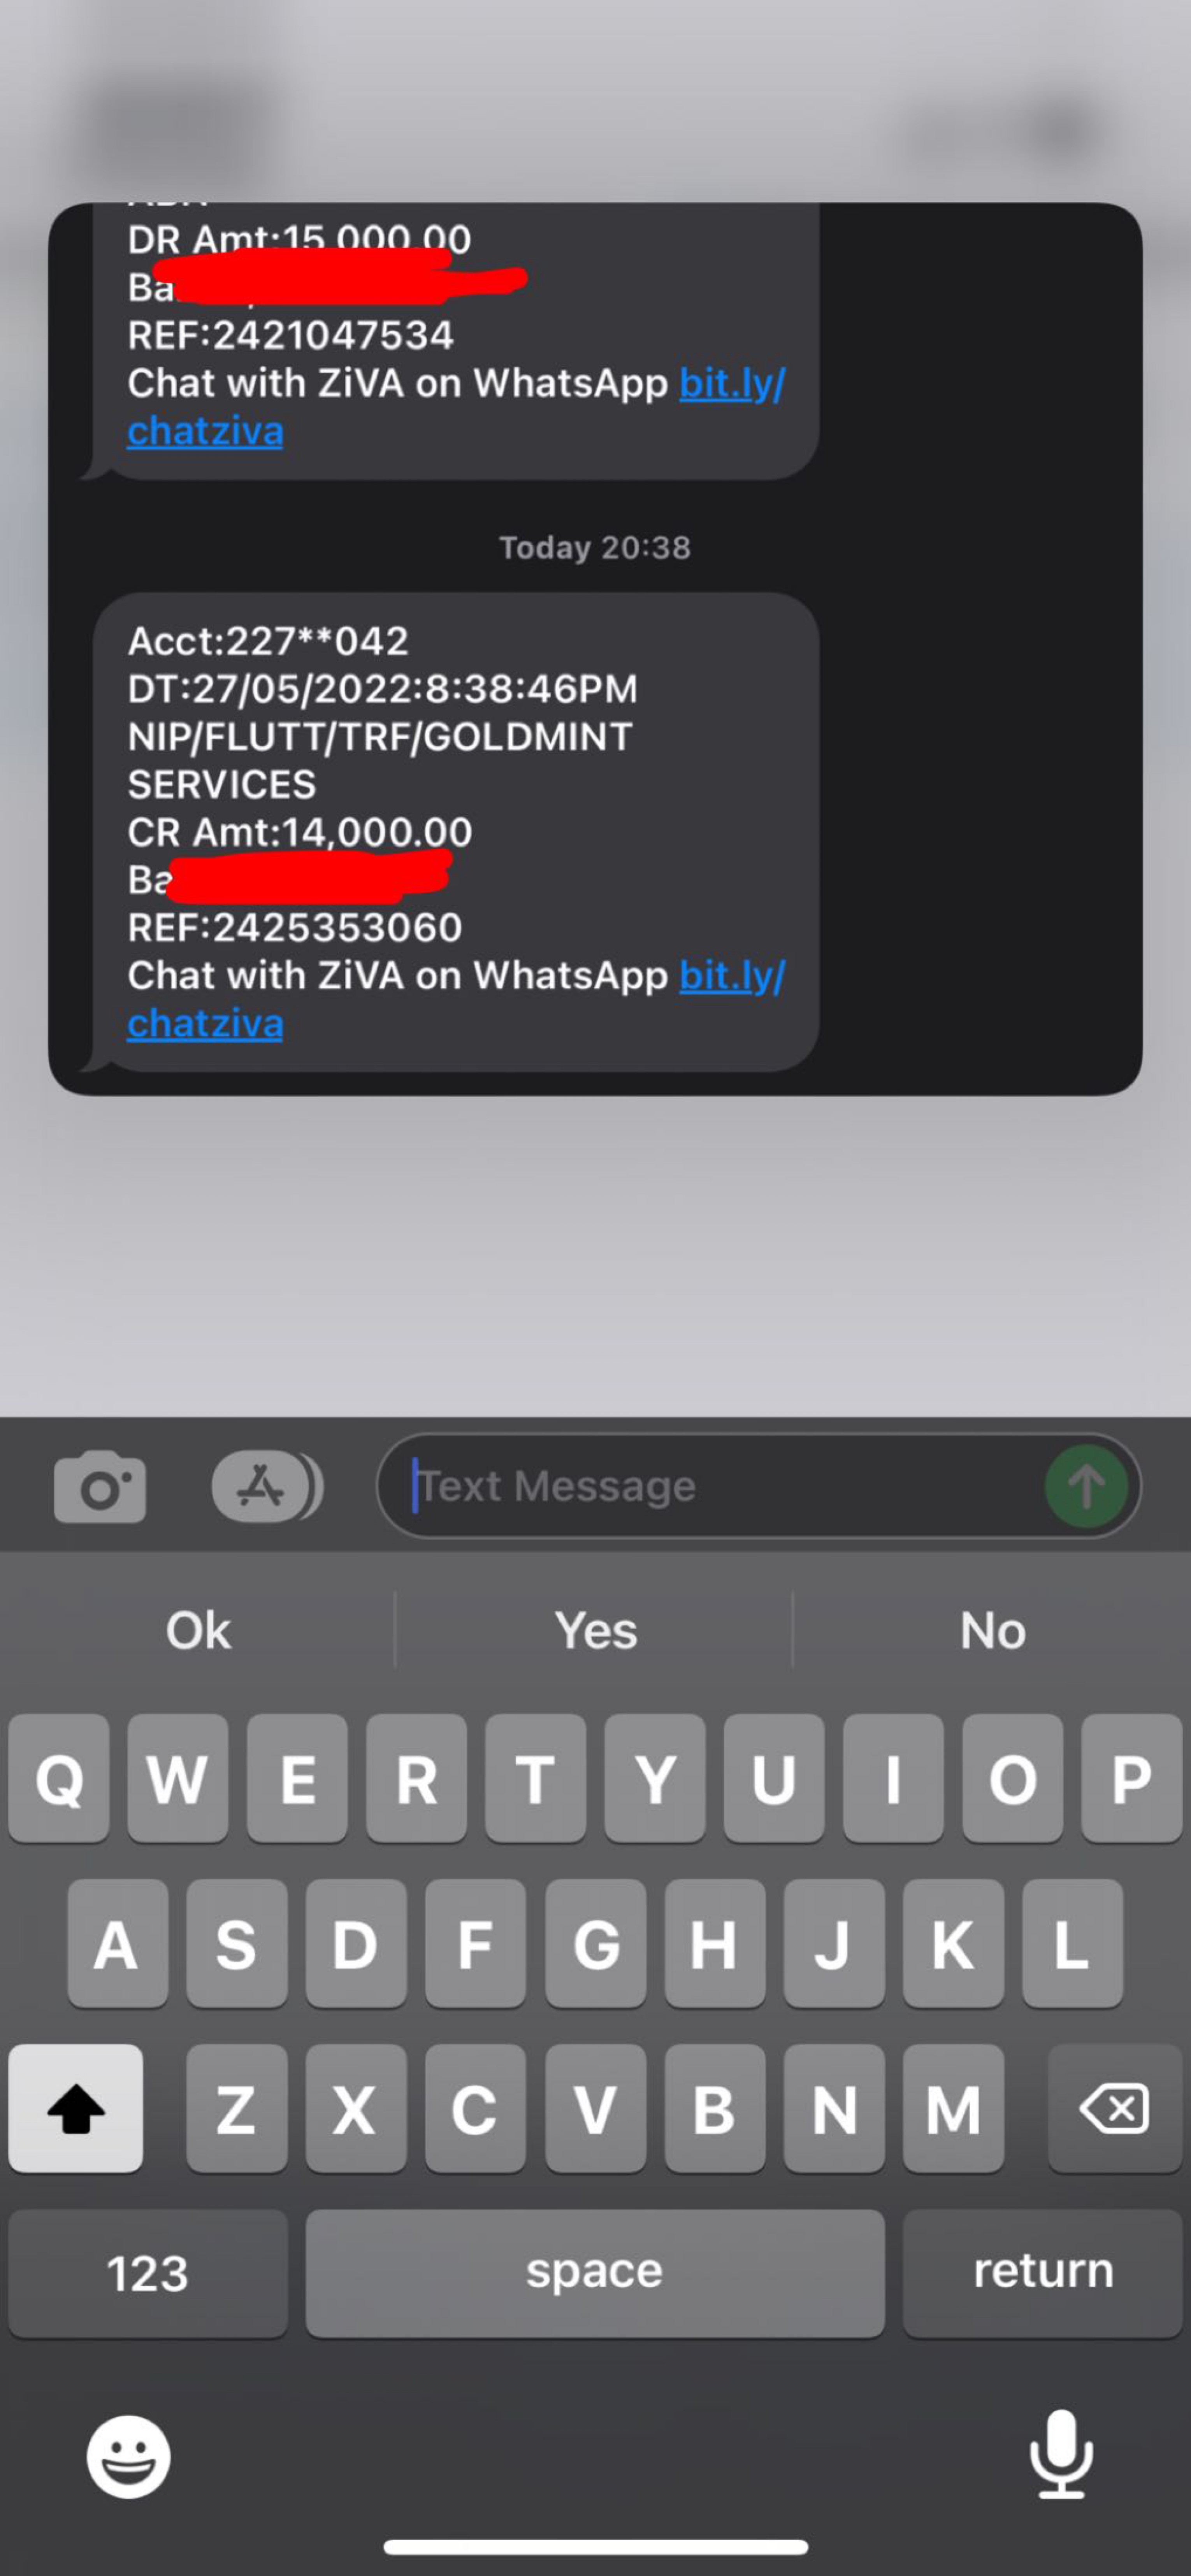 DR Amt:15,000.00
Ba
REF:2421047534
Chat with ZiVA on WhatsApp bit.ly/
chatziva
Today 20:38
Acct:227**042
DT:27/05/2022:8:38:46PM
NIP/FLUTT/TRF/GOLDMINT
SERVICES
CR Amt:14,000.00
Ba
REF:2425353060
Chat with ZiVA on WhatsApp bit.ly/
chatziva
Text Message
Ok Yes No
Q W E R T Y U I O P
A S D F G H J K L
Z X C V B N M
123 space return